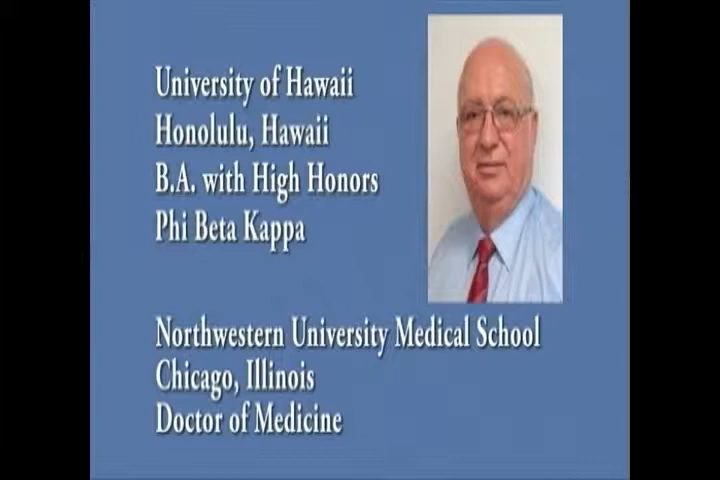 University of Hawaii
Honolulu, Hawaii
B.A. with High Honors
Phi Beta Kappa
Northwestern University Medical School
Chicago, Illinois
Doctor of Medicine